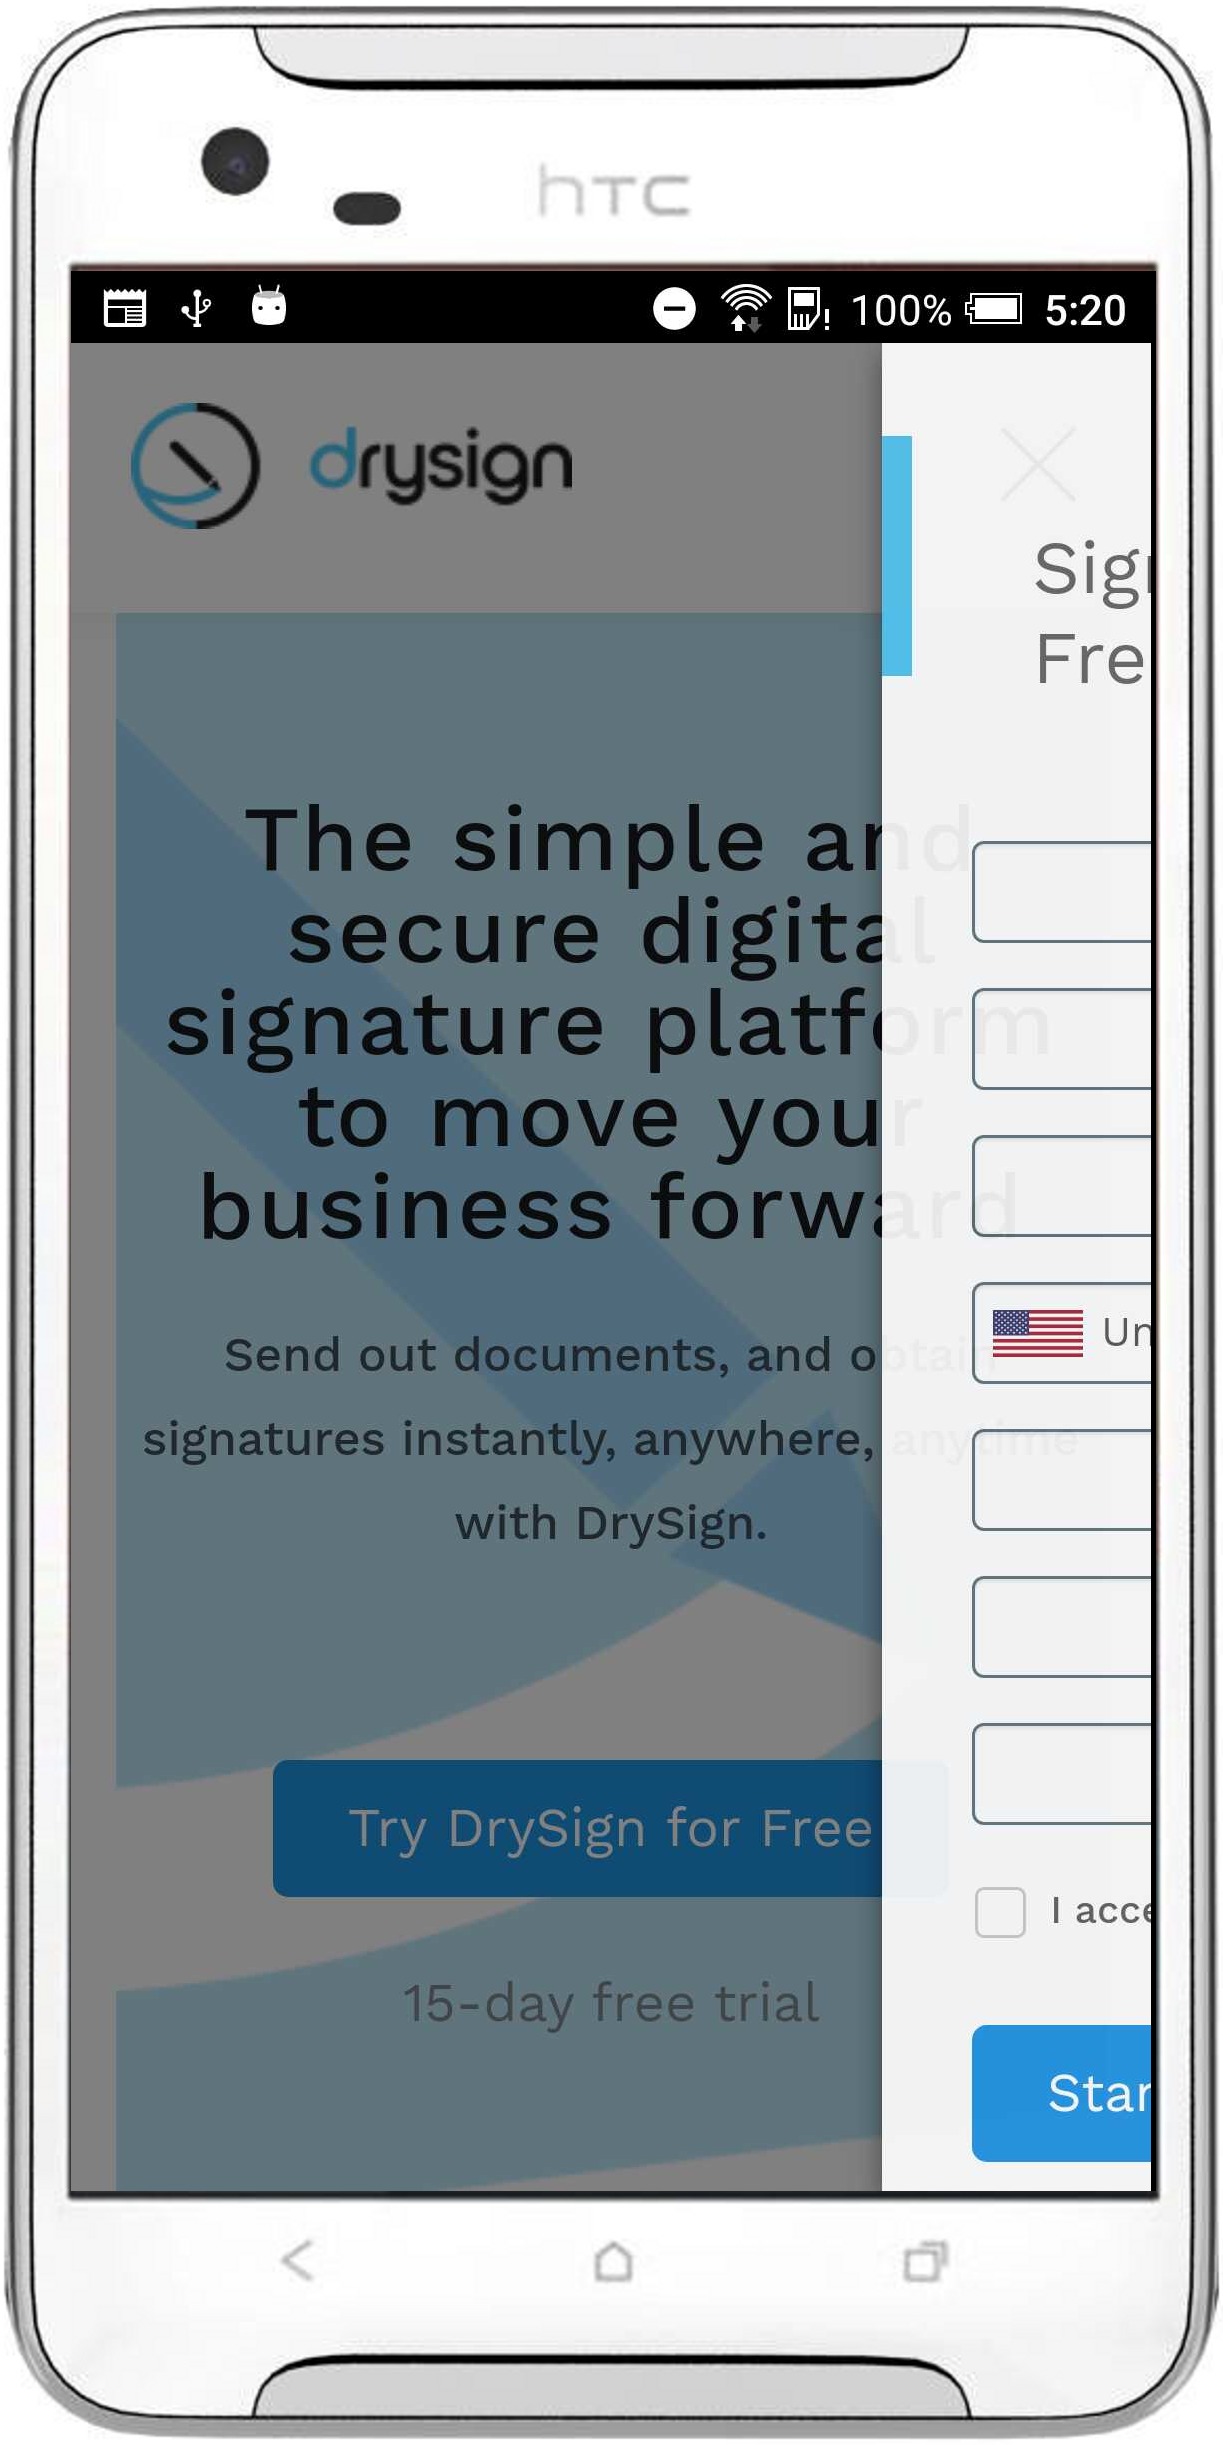 hTC
100% 5:20
drysign
Sig
Fre
The simple and
secure digital
signature platform
to move your
business forward
Un
Send out documents, and obtain
signatures instantly, anywhere, anytime
with DrySign.
Try DrySign for Free
I acce
15-day free trial
Star